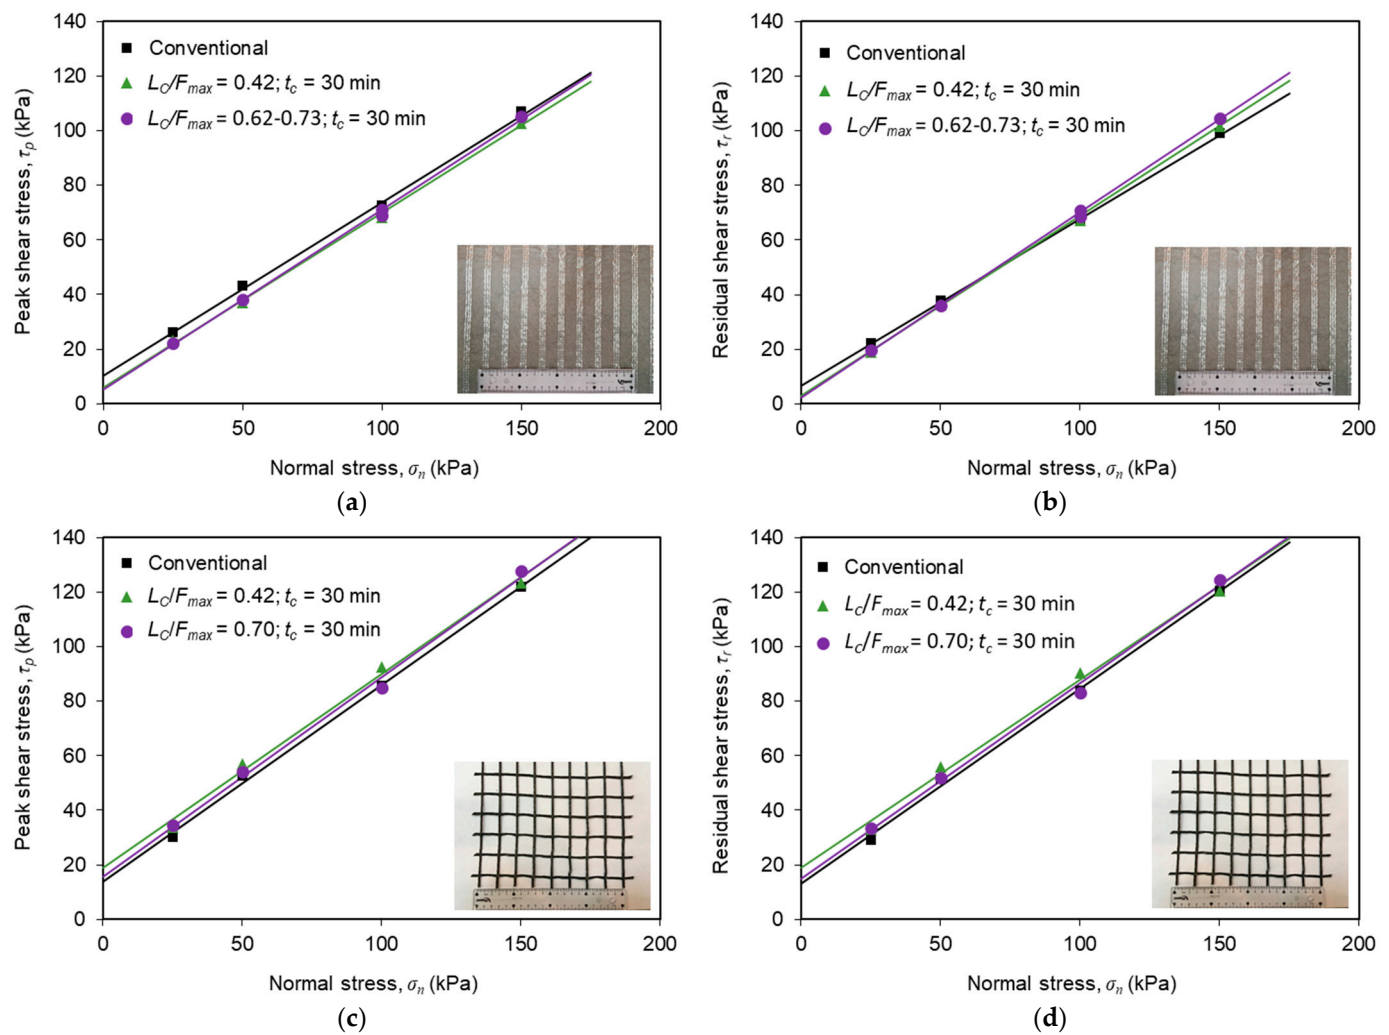 140
120
100
80
60
40
20
0
Peak shear stress, τp (kPa)
Conventional
LC/Fmax = 0.42; tc = 30 min
LC/Fmax = 0.62-0.73; tc = 30 min
0 50 100 150 200
Normal stress, σn (kPa)
(a)
140
120
100
80
60
40
20
0
Residual shear stress, τr (kPa)
Conventional
LC/Fmax = 0.42; tc = 30 min
LC/Fmax = 0.62-0.73; tc = 30 min
0 50 100 150 200
Normal stress, σn (kPa)
(b)
140
120
100
80
60
40
20
0
Peak shear stress, τp (kPa)
Conventional
LC/Fmax = 0.42; tc = 30 min
LC/Fmax = 0.70; tc = 30 min
0 50 100 150 200
Normal stress, σn (kPa)
(c)
140
120
100
80
60
40
20
0
Residual shear stress, τr (kPa)
Conventional
LC/Fmax = 0.42; tc = 30 min
LC/Fmax = 0.70; tc = 30 min
0 50 100 150 200
Normal stress, σn (kPa)
(d)